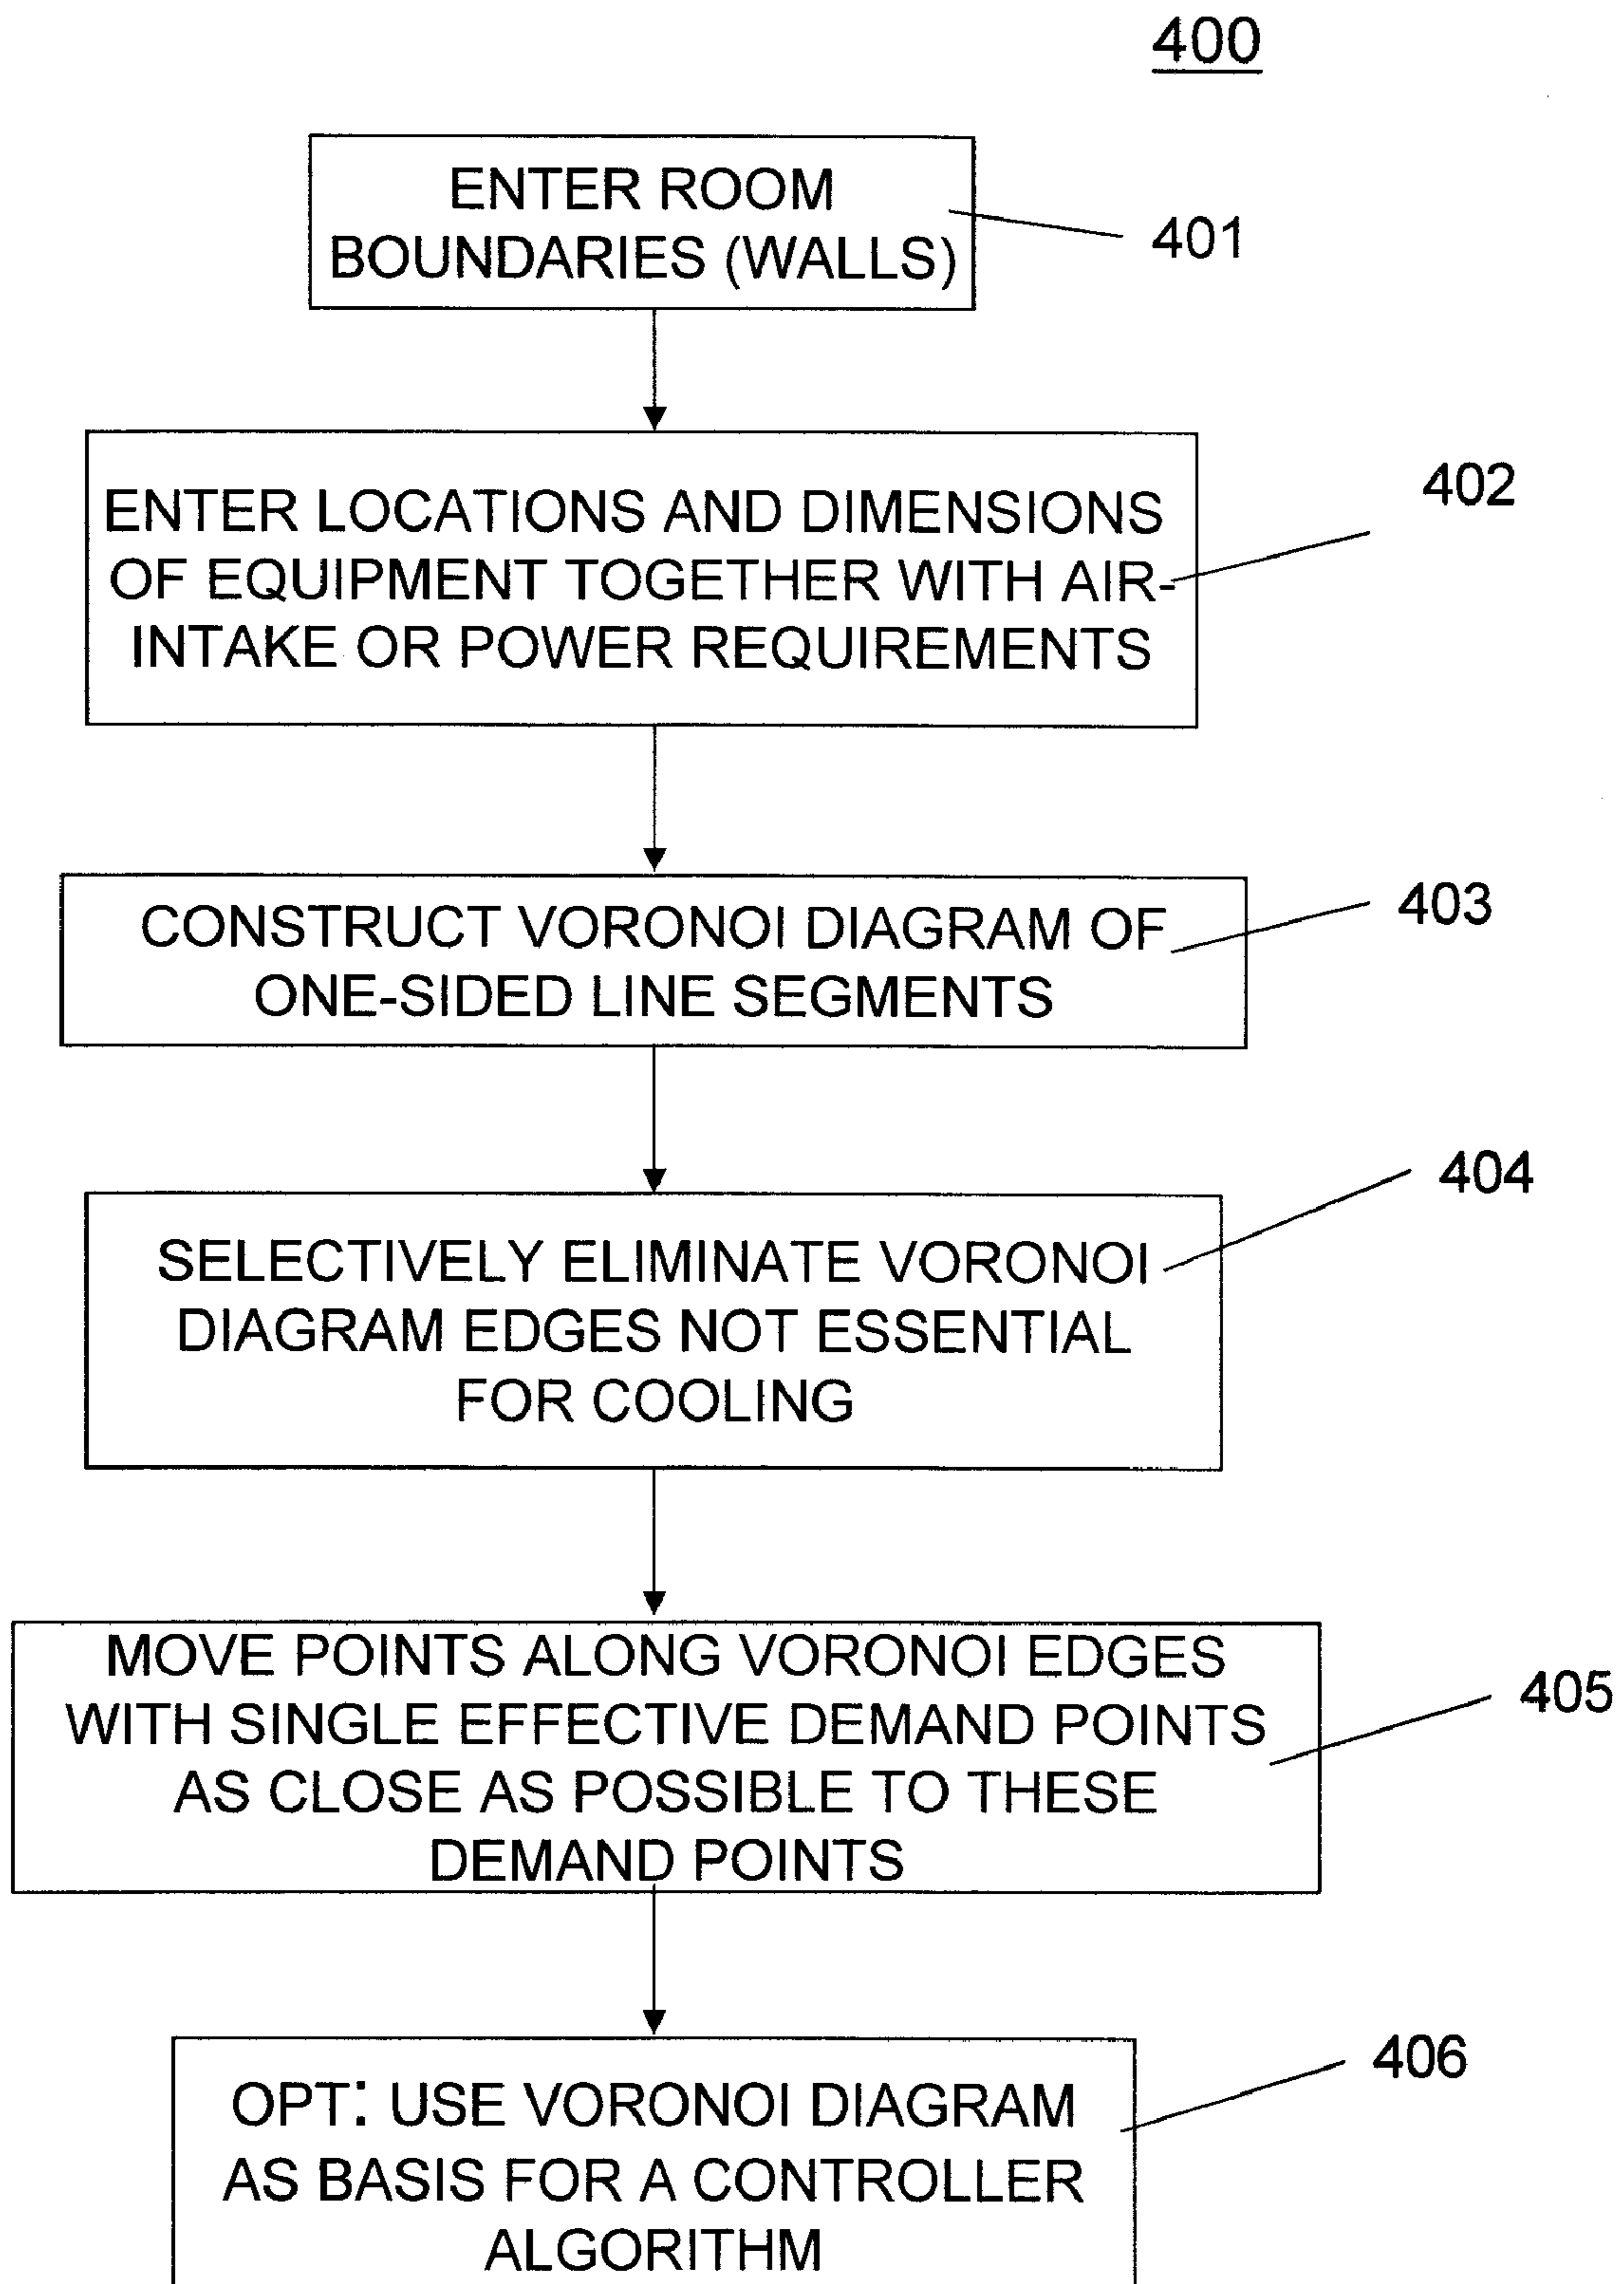 400
ENTER ROOM
BOUNDARIES (WALLS)
401
ENTER LOCATIONS AND DIMENSIONS
OF EQUIPMENT TOGETHER WITH AIR-
INTAKE OR POWER REQUIREMENTS
402
CONSTRUCT VORONOI DIAGRAM OF
ONE-SIDED LINE SEGMENTS
403
SELECTIVELY ELIMINATE VORONOI
DIAGRAM EDGES NOT ESSENTIAL
FOR COOLING
404
MOVE POINTS ALONG VORONOI EDGES
WITH SINGLE EFFECTIVE DEMAND POINTS
AS CLOSE AS POSSIBLE TO THESE
DEMAND POINTS
405
OPT: USE VORONOI DIAGRAM
AS BASIS FOR A CONTROLLER
ALGORITHM
406